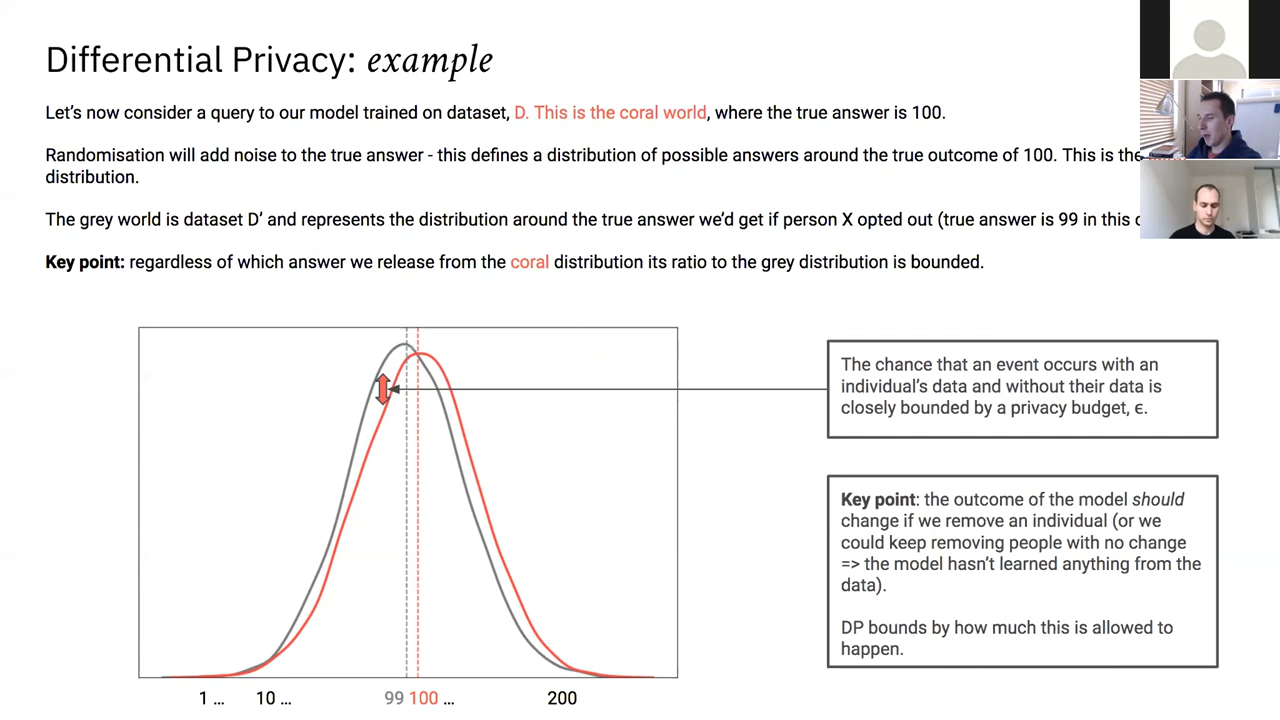 Differential Privacy: example
Let's now consider a query to our model trained on dataset, D. This is the coral world, where the true answer is 100.
Randomisation will add noise to the true answer - this defines a distribution of possible answers around the true outcome of 100. This is the
distribution.
The grey world is dataset D' and represents the distribution around the true answer we'd get if person X opted out (true answer is 99 in this
Key point: regardless of which answer we release from the coral distribution its ratio to the grey distribution is bounded.
The chance that an event occurs with an
individual's data and without their data is
closely bounded by a privacy budget, ϵ.
Key point: the outcome of the model should
change if we remove an individual (or we
could keep removing people with no change
=> the model hasn't learned anything from the
data).
DP bounds by how much this is allowed to
happen.
1 ... 10 ... 99 100 ... 200